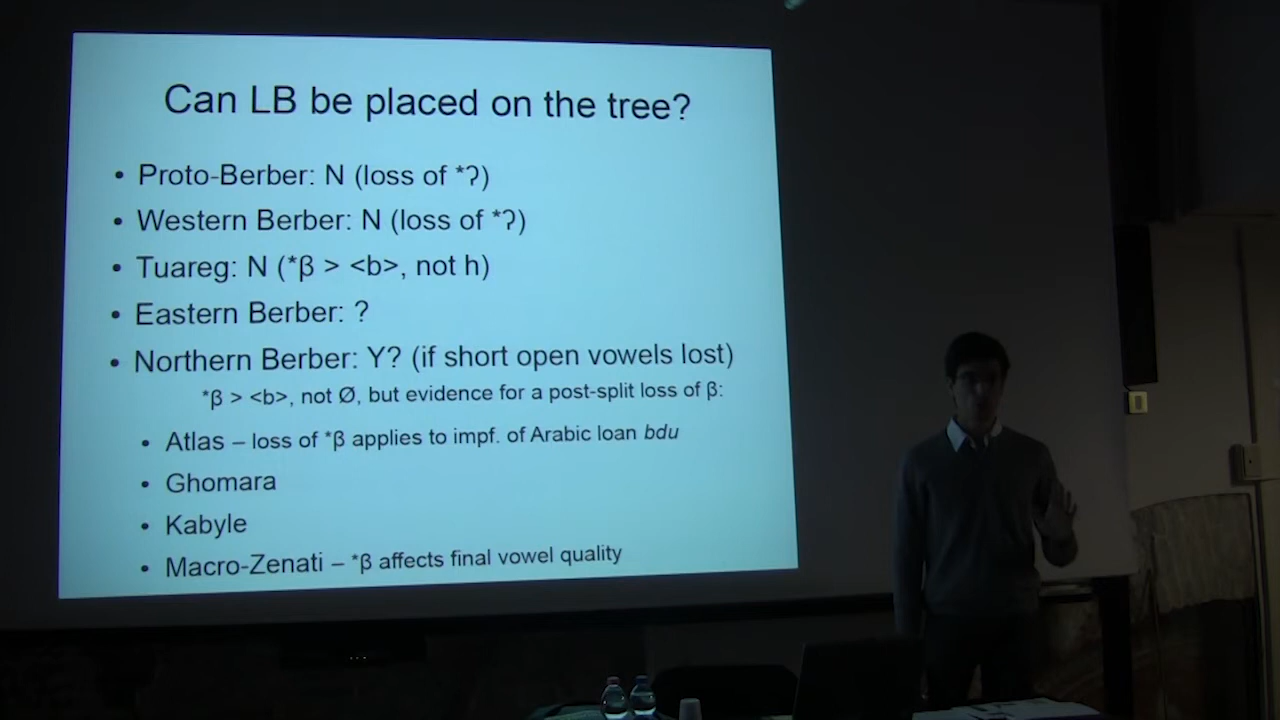 Can LB be placed on the tree?
• Proto-Berber: N (loss of *ʔ)
• Western Berber: N (loss of *ʔ)
• Tuareg: N (*β > <b>, not h)
• Eastern Berber: ?
• Northern Berber: Y? (if short open vowels lost)
*β > <b>, not Ø, but evidence for a post-split loss of β:
• Atlas – loss of *β applies to impf. of Arabic loan bdu
• Ghomara
• Kabyle
• Macro-Zenati – *β affects final vowel quality